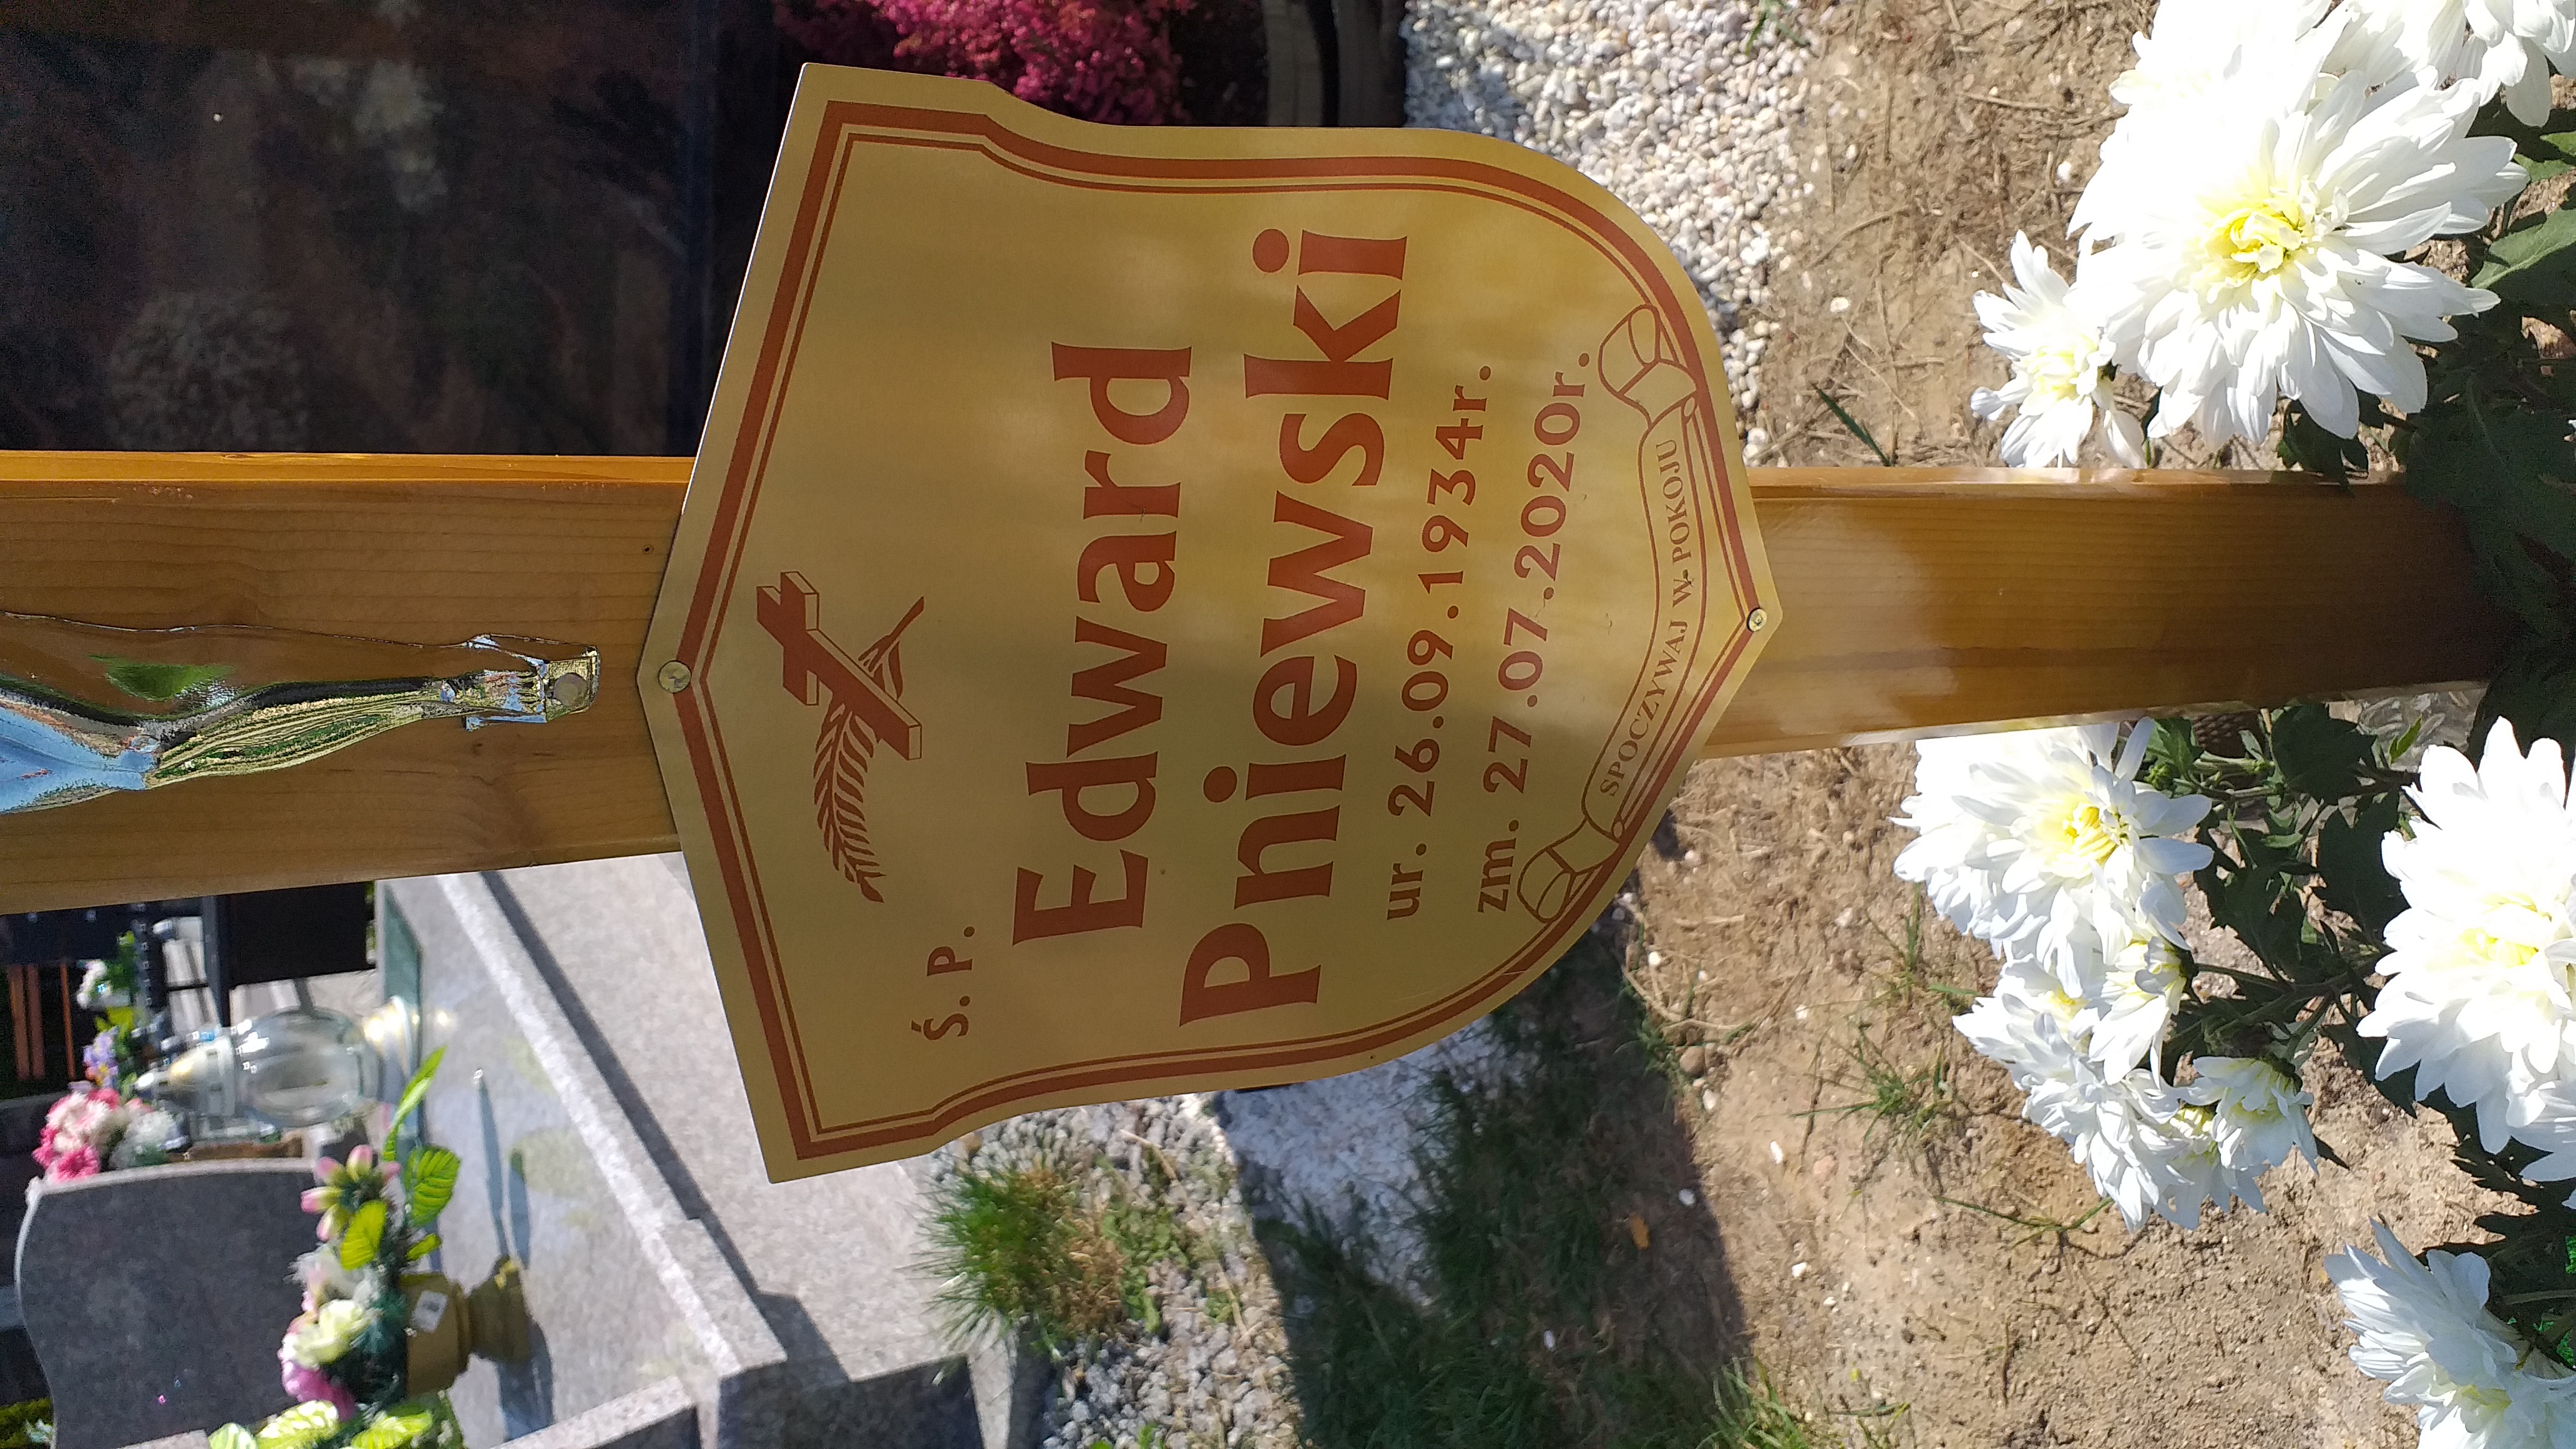 Ś.P.
Edward
Pniewski
ur. 26.09.1934r.
zm. 27.07.2020r.
SPOCZYWAJ W POKOJU